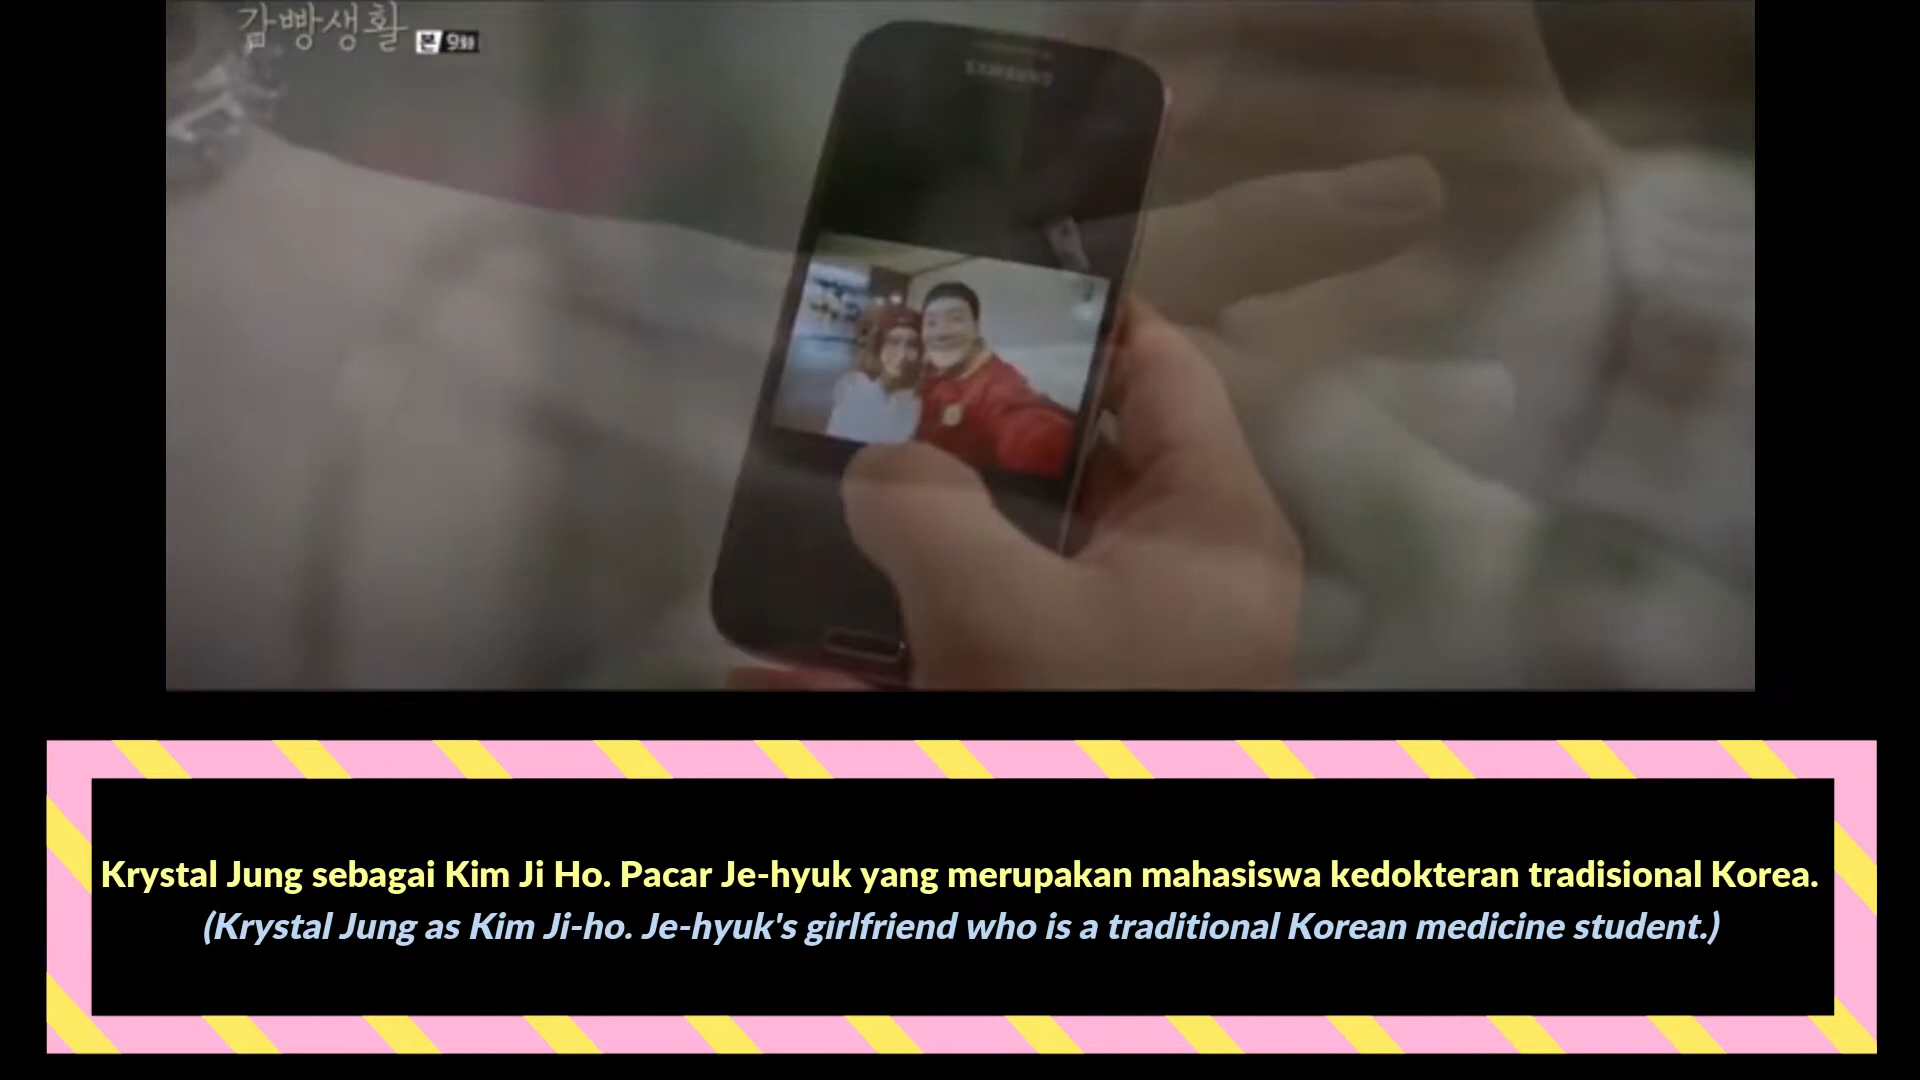 감빵생활
본 9화
SAMSUNG
Krystal Jung sebagai Kim Ji Ho. Pacar Je-hyuk yang merupakan mahasiswa kedokteran tradisional Korea.
(Krystal Jung as Kim Ji-ho. Je-hyuk's girlfriend who is a traditional Korean medicine student.)